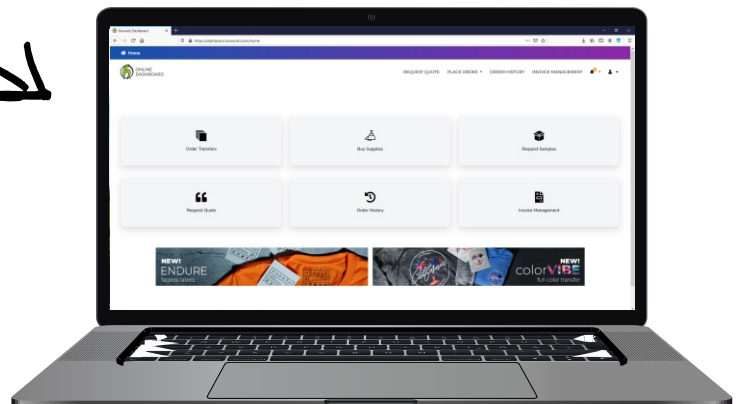 Home
ONLINE
DASHBOARD
REQUEST QUOTE PLACE ORDER ORDER HISTORY INVOICE MANAGEMENT
Order Transfers
Buy Supplies
Request Samples
Request Quote
Order History
Invoice Management
NEW!
ENDURE
tagless labels
NEW!
colorVIBE
full-color transfer